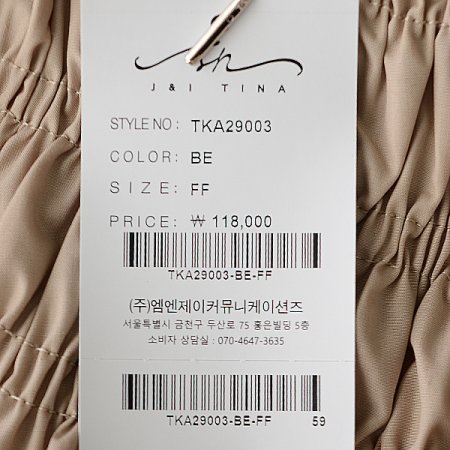 J&I TINA
STYLE NO : TKA29003
COLOR : BE
SIZE : FF
PRICE : ₩ 118,000
TKA29003-BE-FF
(주)엠엔제이커뮤니케이션즈
서울특별시 금천구 두산로 75 홍은빌딩 5층
소비자 상담실 : 070-4647-3635
TKA29003-BE-FF 59